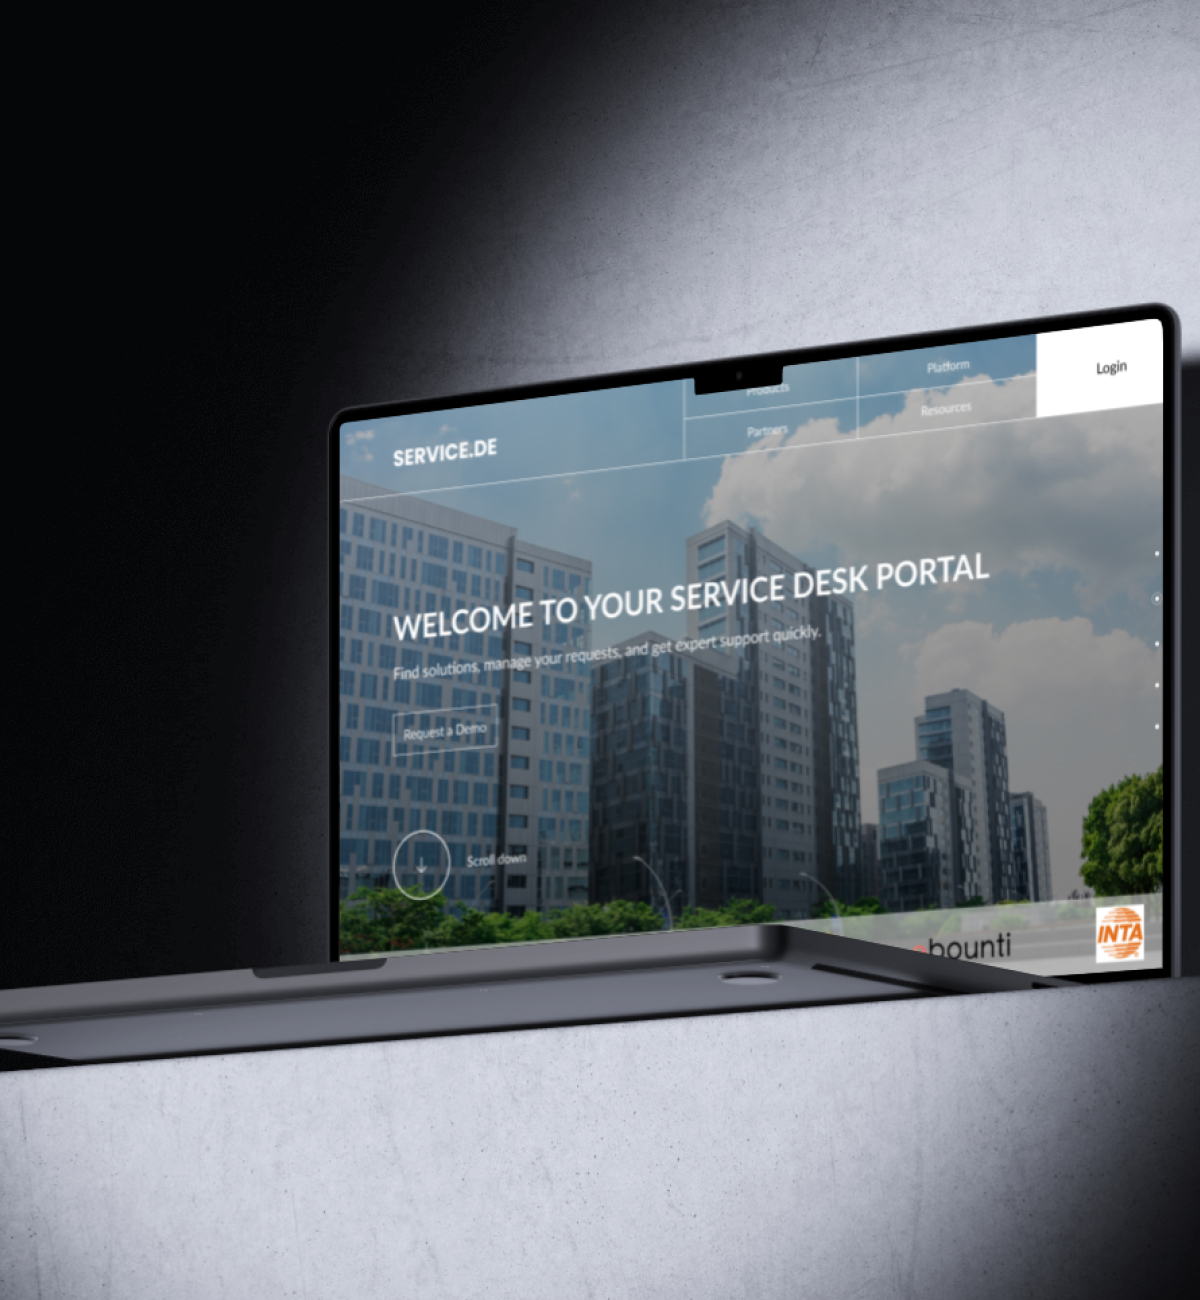 SERVICE.DE
Products
Platform
Login
Partners
Resources
WELCOME TO YOUR SERVICE DESK PORTAL
Find solutions, manage your requests, and get expert support quickly.
Request a Demo
Scroll down
bounti
INTA